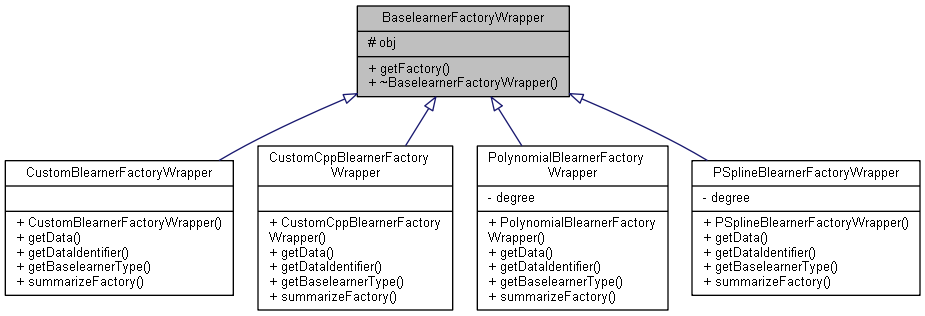 BaselearnerFactoryWrapper
# obj
+ getFactory()
+ ~BaselearnerFactoryWrapper()
CustomBlearnerFactoryWrapper
+ CustomBlearnerFactoryWrapper()
+ getData()
+ getDataIdentifier()
+ getBaselearnerType()
+ summarizeFactory()
CustomCppBlearnerFactory
Wrapper
+ CustomCppBlearnerFactory
Wrapper()
+ getData()
+ getDataIdentifier()
+ getBaselearnerType()
+ summarizeFactory()
PolynomialBlearnerFactory
Wrapper
- degree
+ PolynomialBlearnerFactory
Wrapper()
+ getData()
+ getDataIdentifier()
+ getBaselearnerType()
+ summarizeFactory()
PSplineBlearnerFactoryWrapper
- degree
+ PSplineBlearnerFactoryWrapper()
+ getData()
+ getDataIdentifier()
+ getBaselearnerType()
+ summarizeFactory()